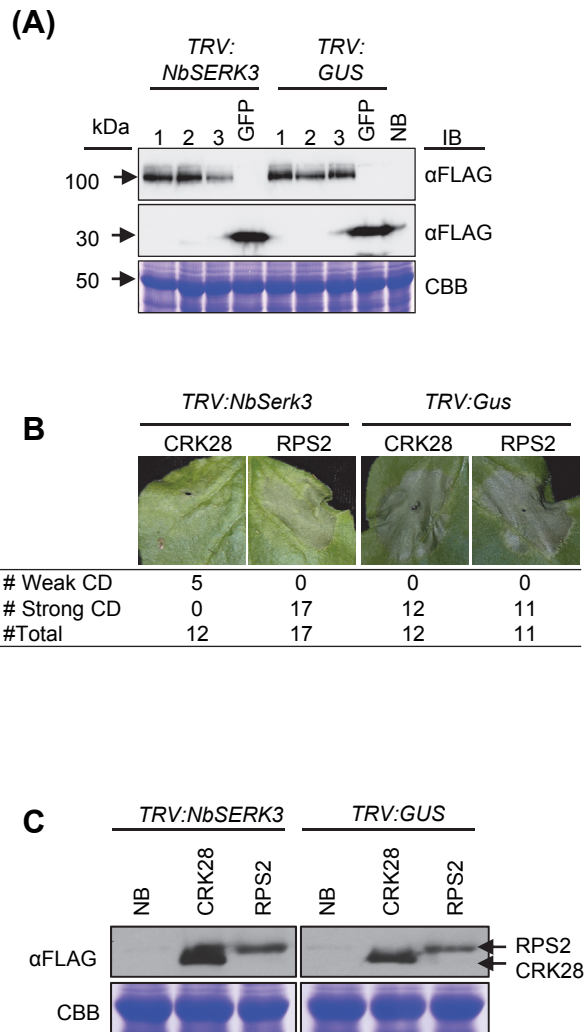 (A)
TRV: TRV:
NbSERK3 GUS
kDa 1 2 3 GFP 1 2 3 GFP NB IB
100 αFLAG
30 αFLAG
50 CBB
B
TRV:NbSerk3 TRV:Gus
CRK28 RPS2 CRK28 RPS2
# Weak CD 5 0 0 0
# Strong CD 0 17 12 11
#Total 12 17 12 11
C
TRV:NbSERK3 TRV:GUS
NB CRK28 RPS2 NB CRK28 RPS2
αFLAG RPS2
CRK28
CBB